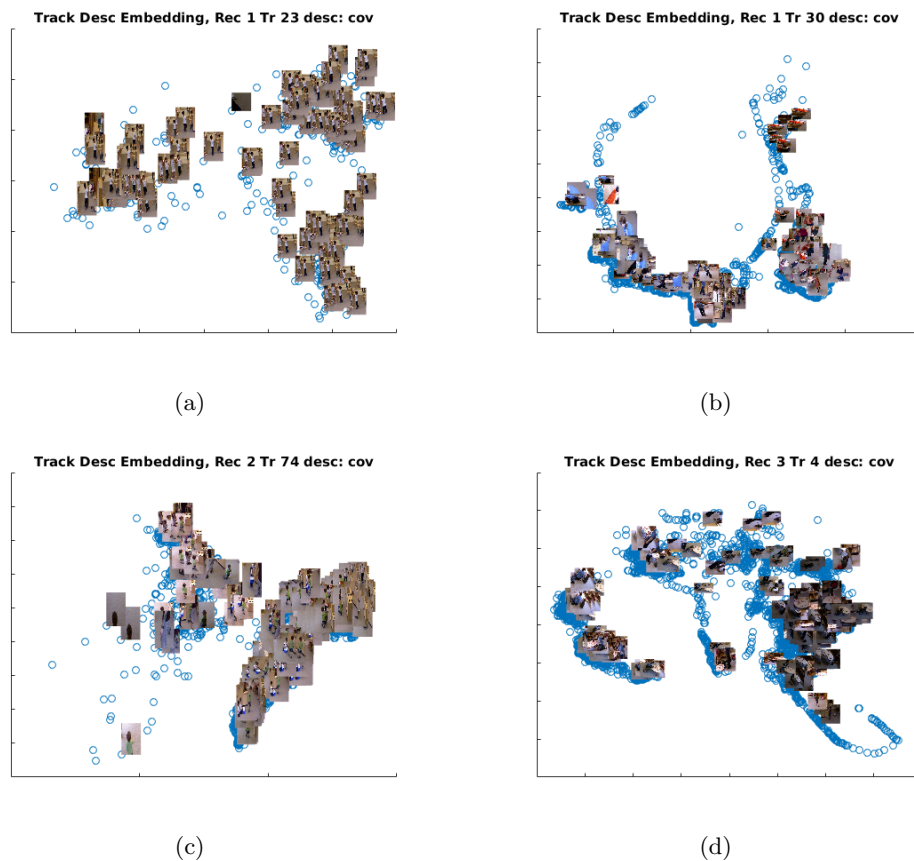 Track Desc Embedding, Rec 1 Tr 23 desc: cov
Track Desc Embedding, Rec 1 Tr 30 desc: cov
(a)
(b)
Track Desc Embedding, Rec 2 Tr 74 desc: cov
Track Desc Embedding, Rec 3 Tr 4 desc: cov
(c)
(d)